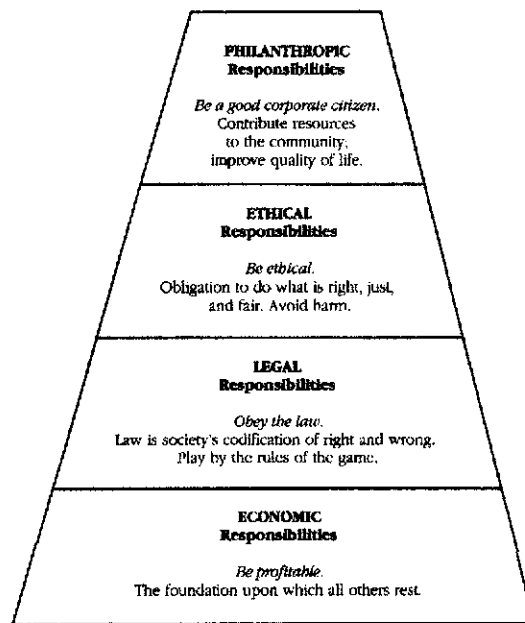 PHILANTHROPIC
Responsibilities
Be a good corporate citizen.
Contribute resources
to the community;
improve quality of life.
ETHICAL
Responsibilities
Be ethical.
Obligation to do what is right, just,
and fair. Avoid harm.
LEGAL
Responsibilities
Obey the law.
Law is society's codification of right and wrong.
Play by the rules of the game.
ECONOMIC
Responsibilities
Be profitable.
The foundation upon which all others rest.